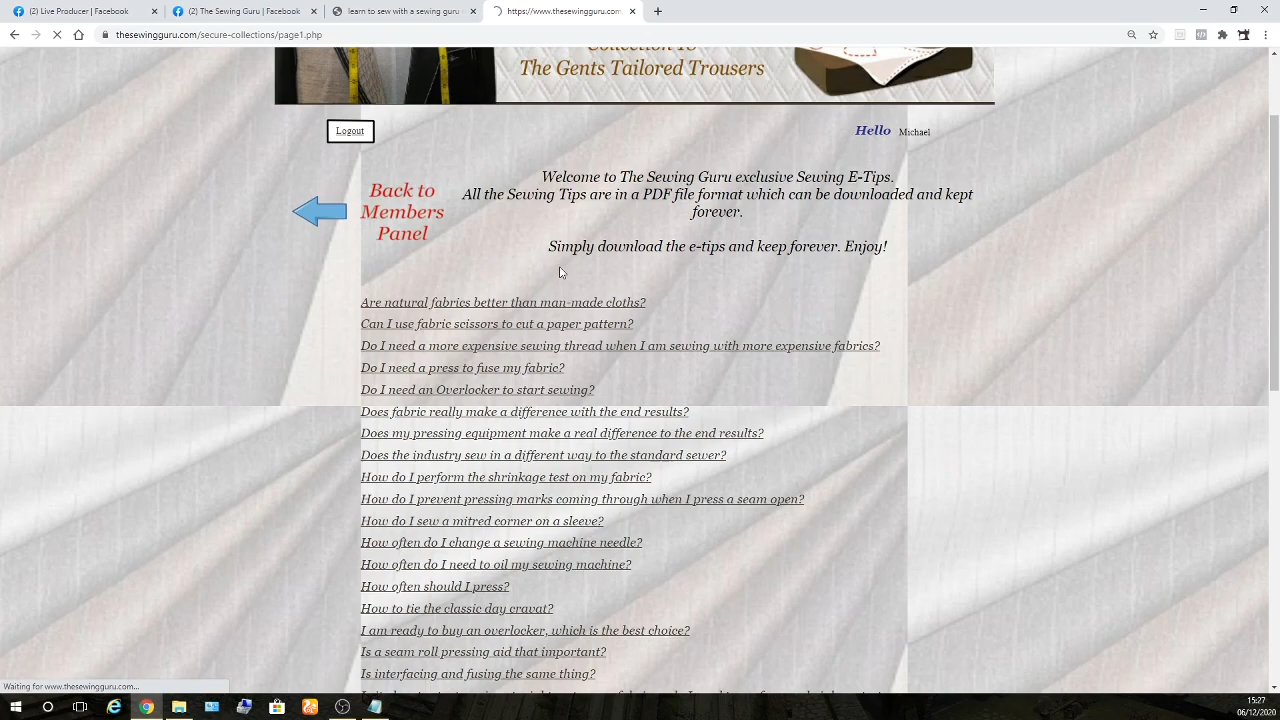 (2) Live Producer | Facebook
(2) The Sewing Guru | Facebook
learn to sew with a sewing guru
https://www.thesewingguru.com/
thesewingguru.com/secure-collections/page1.php
Collection To
The Gents Tailored Trousers
Logout
Hello Michael
Back to
Members
Panel
Welcome to The Sewing Guru exclusive Sewing E-Tips.
All the Sewing Tips are in a PDF file format which can be downloaded and kept
forever.
Simply download the e-tips and keep forever. Enjoy!
Are natural fabrics better than man-made cloths?
Can I use fabric scissors to cut a paper pattern?
Do I need a more expensive sewing thread when I am sewing with more expensive fabrics?
Do I need a press to fuse my fabric?
Do I need an Overlocker to start sewing?
Does fabric really make a difference with the end results?
Does my pressing equipment make a real difference to the end results?
Does the industry sew in a different way to the standard sewer?
How do I perform the shrinkage test on my fabric?
How do I prevent pressing marks coming through when I press a seam open?
How do I sew a mitred corner on a sleeve?
How often do I change a sewing machine needle?
How often do I need to oil my sewing machine?
How often should I press?
How to tie the classic day cravat?
I am ready to buy an overlocker, which is the best choice?
Is a seam roll pressing aid that important?
Is interfacing and fusing the same thing?
Waiting for www.thesewingguru.com...
15:27
06/12/2020